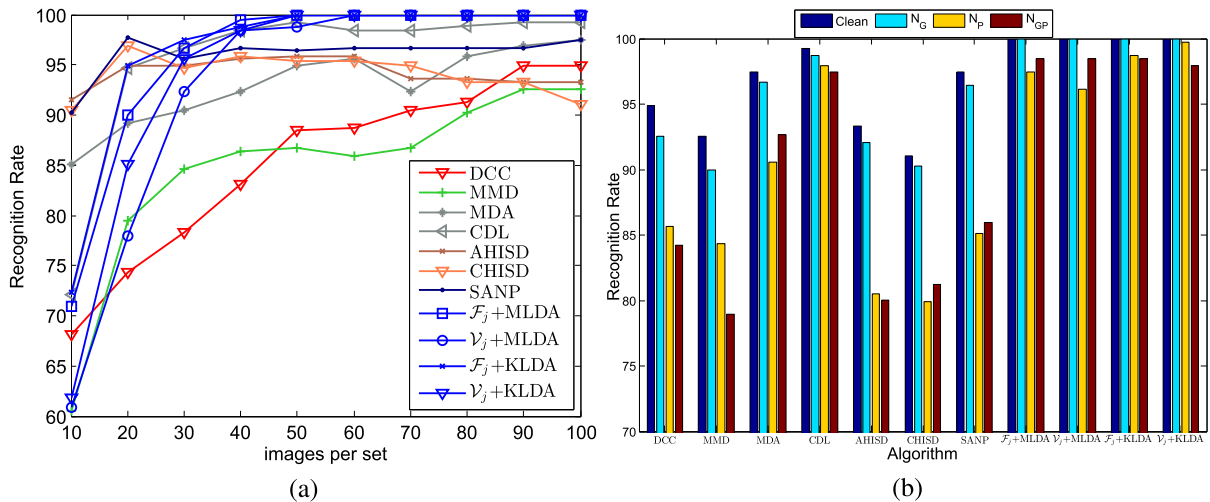 Recognition Rate
100
95
90
85
80
75
70
65
60
10 20 30 40 50 60 70 80 90 100
images per set
DCC
MMD
MDA
CDL
AHISD
CHISD
SANP
𝓕ⱼ+MLDA
𝓥ⱼ+MLDA
𝓕ⱼ+KLDA
𝓥ⱼ+KLDA
(a)
Clean N_G N_P N_GP
Recognition Rate
100
95
90
85
80
75
70
DCC MMD MDA CDL AHISD CHISD SANP 𝓕ⱼ+MLDA 𝓥ⱼ+MLDA 𝓕ⱼ+KLDA 𝓥ⱼ+KLDA
Algorithm
(b)